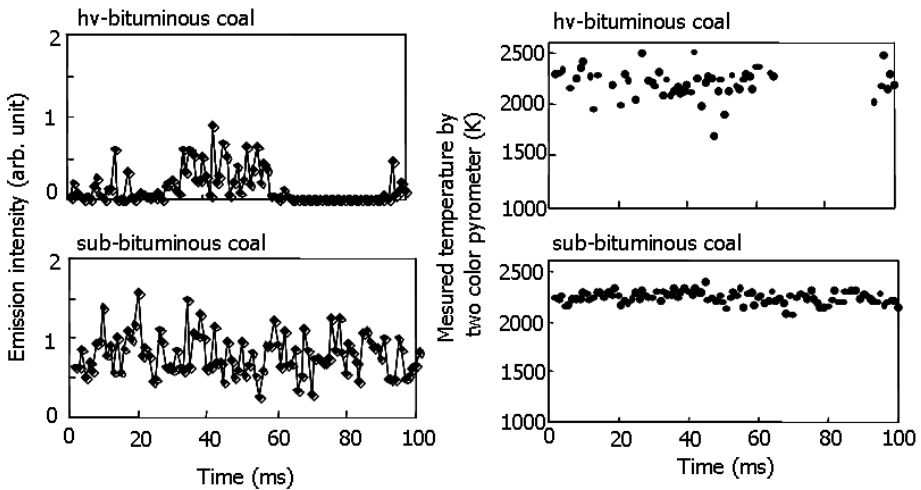 hv-bituminous coal
2
1
0
sub-bituminous coal
2
1
0
0 20 40 60 80 100
Time (ms)
Emission intensity (arb. unit)
hv-bituminous coal
2500
2000
1500
1000
sub-bituminous coal
2500
2000
1500
1000
0 20 40 60 80 100
Time (ms)
Mesured temperature by
two color pyrometer (K)